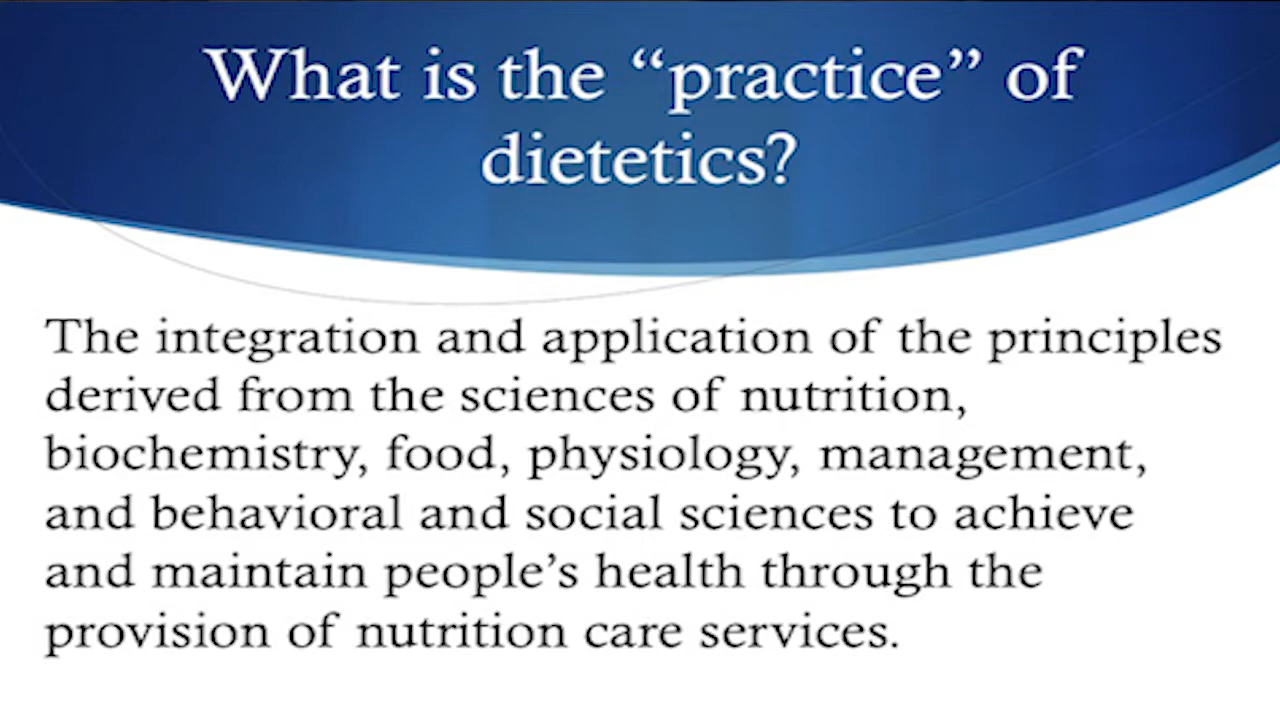 What is the “practice” of
dietetics?
The integration and application of the principles
derived from the sciences of nutrition,
biochemistry, food, physiology, management,
and behavioral and social sciences to achieve
and maintain people’s health through the
provision of nutrition care services.